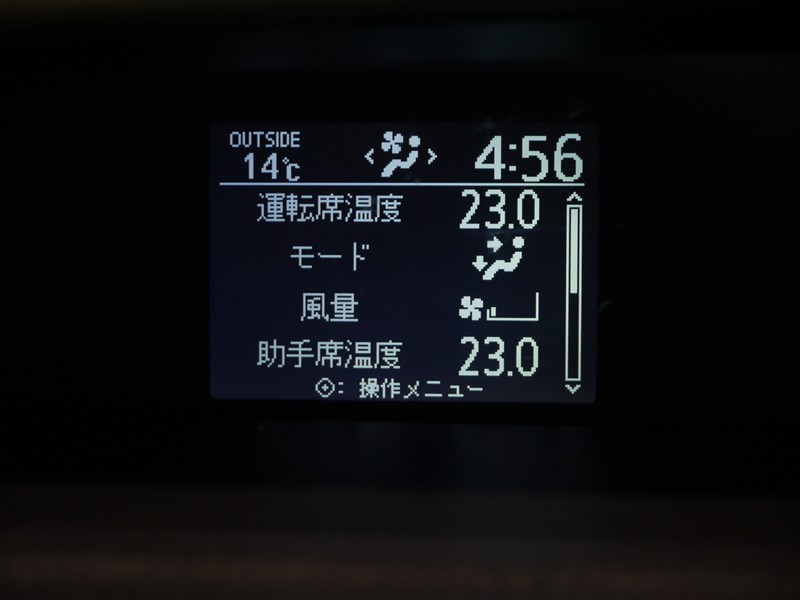 OUTSIDE
14℃
4:56
運転席温度 23.0
モード
風量
助手席温度 23.0
: 操作メニュー